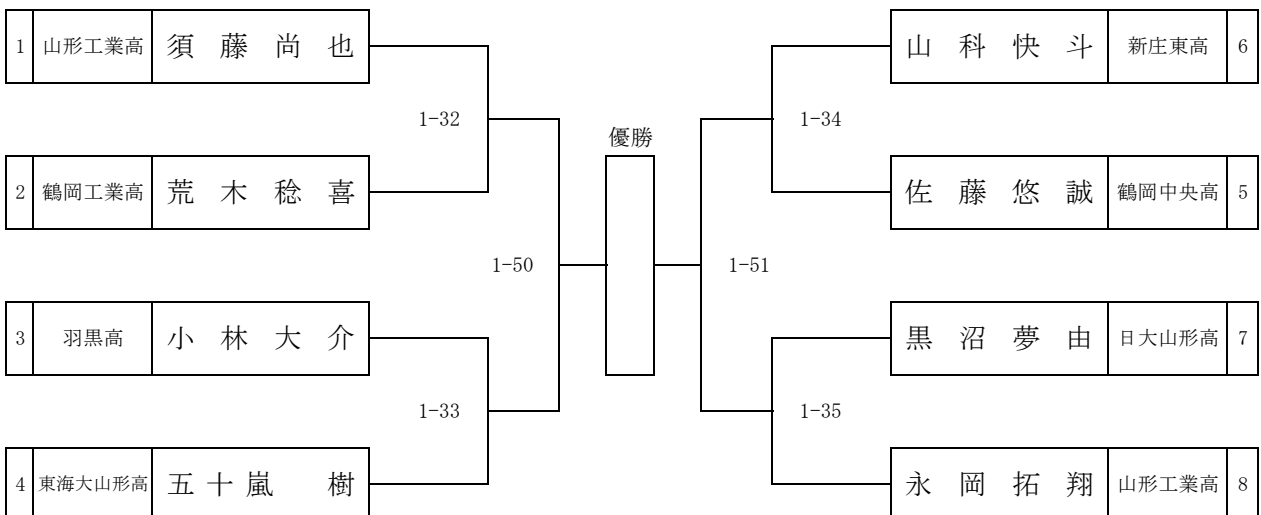 1 山形工業高 須藤尚也
山科快斗 新庄東高 6
1-32
1-34
優勝
2 鶴岡工業高 荒木稔喜
佐藤悠誠 鶴岡中央高 5
1-50
1-51
3 羽黒高 小林大介
黒沼夢由 日大山形高 7
1-33
1-35
4 東海大山形高 五十嵐 樹
永岡拓翔 山形工業高 8